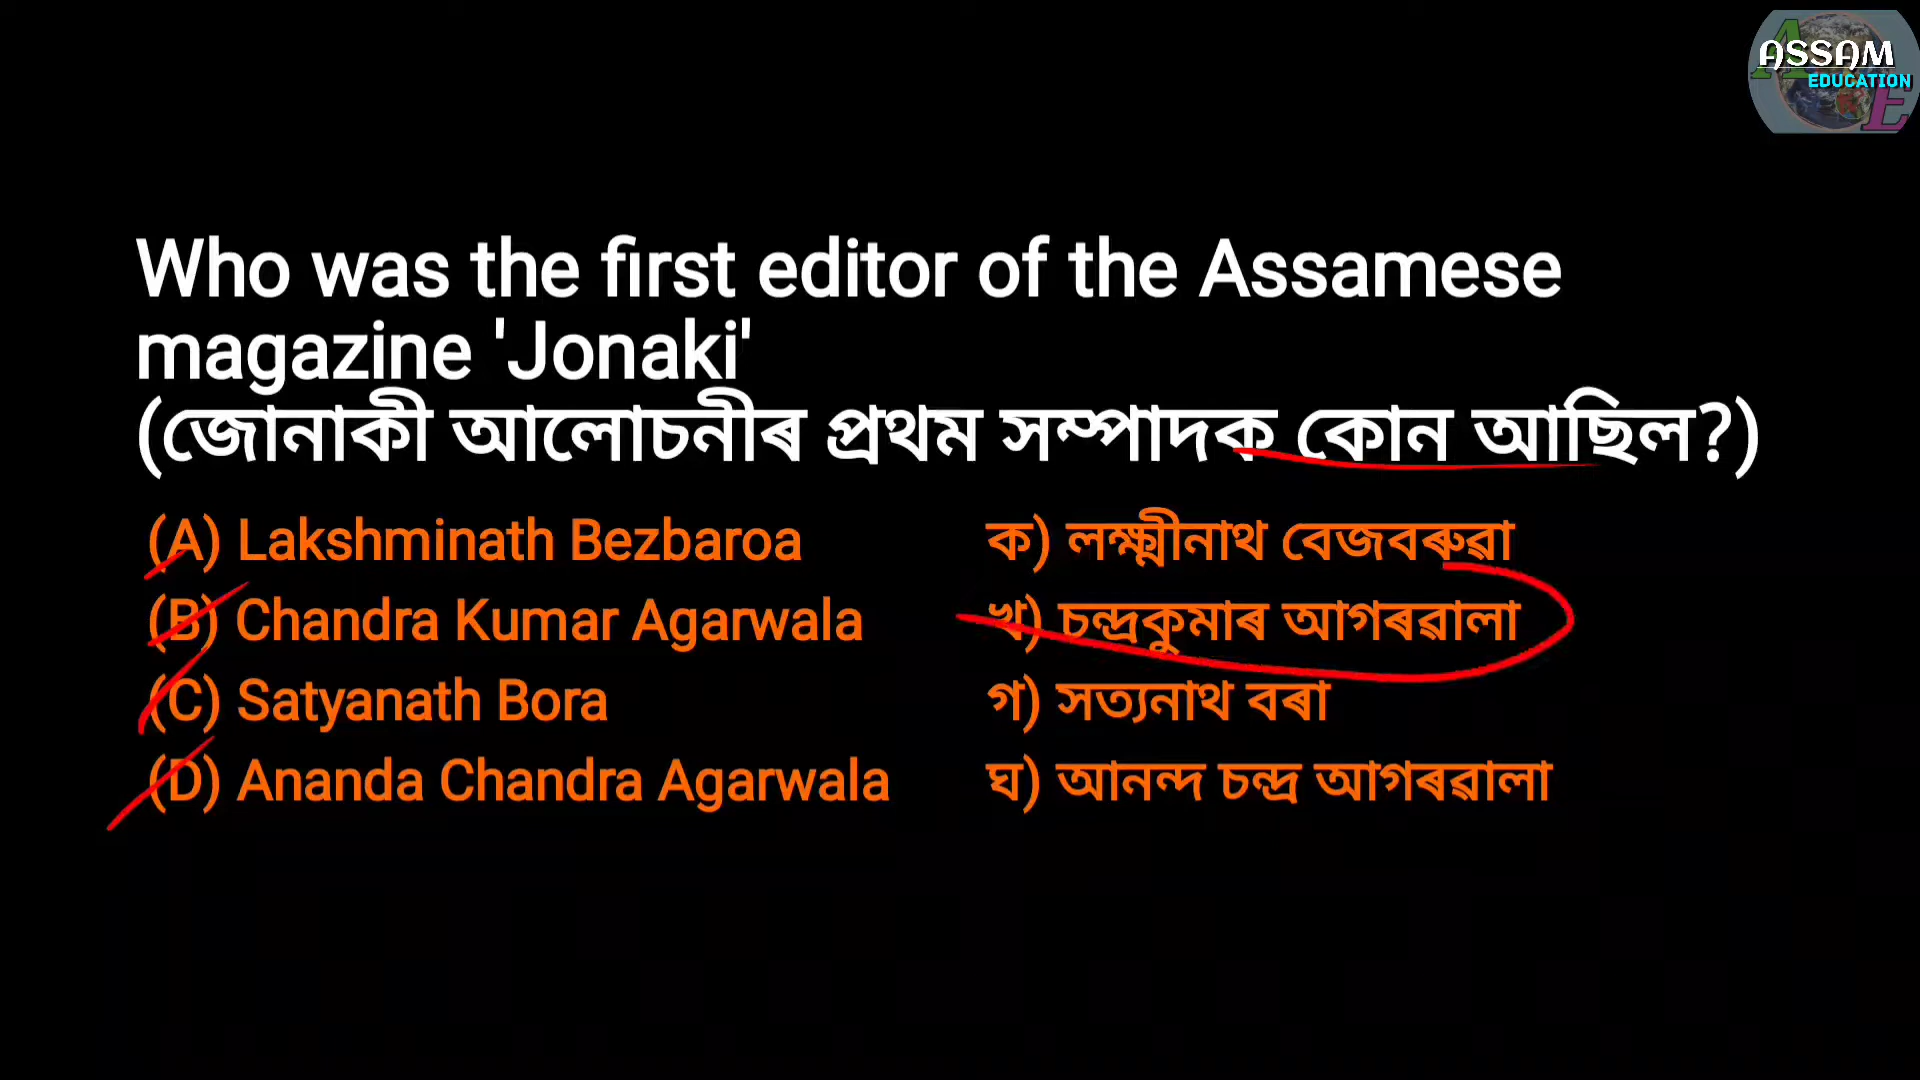 ASSAM
EDUCATION
Who was the first editor of the Assamese
magazine 'Jonaki'
(জোনাকী আলোচনীৰ প্ৰথম সম্পাদক কোন আছিল?)
(A) Lakshminath Bezbaroa
ক) লক্ষ্মীনাথ বেজবৰুৱা
(B) Chandra Kumar Agarwala
খ) চন্দ্ৰকুমাৰ আগৰৱালা
(C) Satyanath Bora
গ) সত্যনাথ বৰা
(D) Ananda Chandra Agarwala
ঘ) আনন্দ চন্দ্ৰ আগৰৱালা